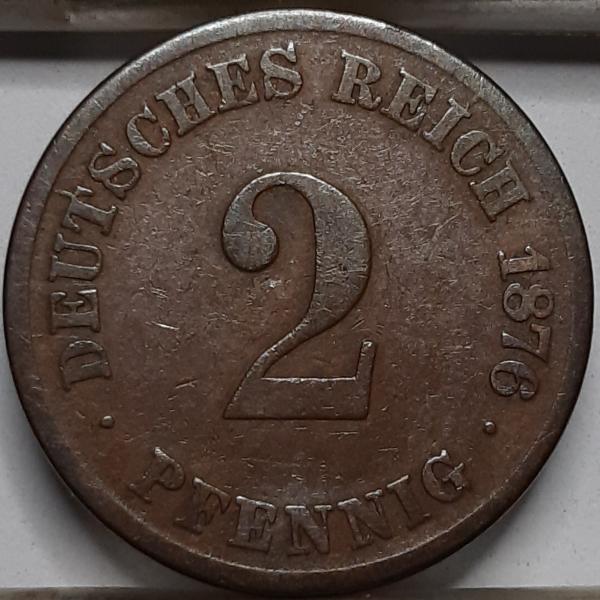 DEUTSCHES REICH 1876
2
PFENNIG